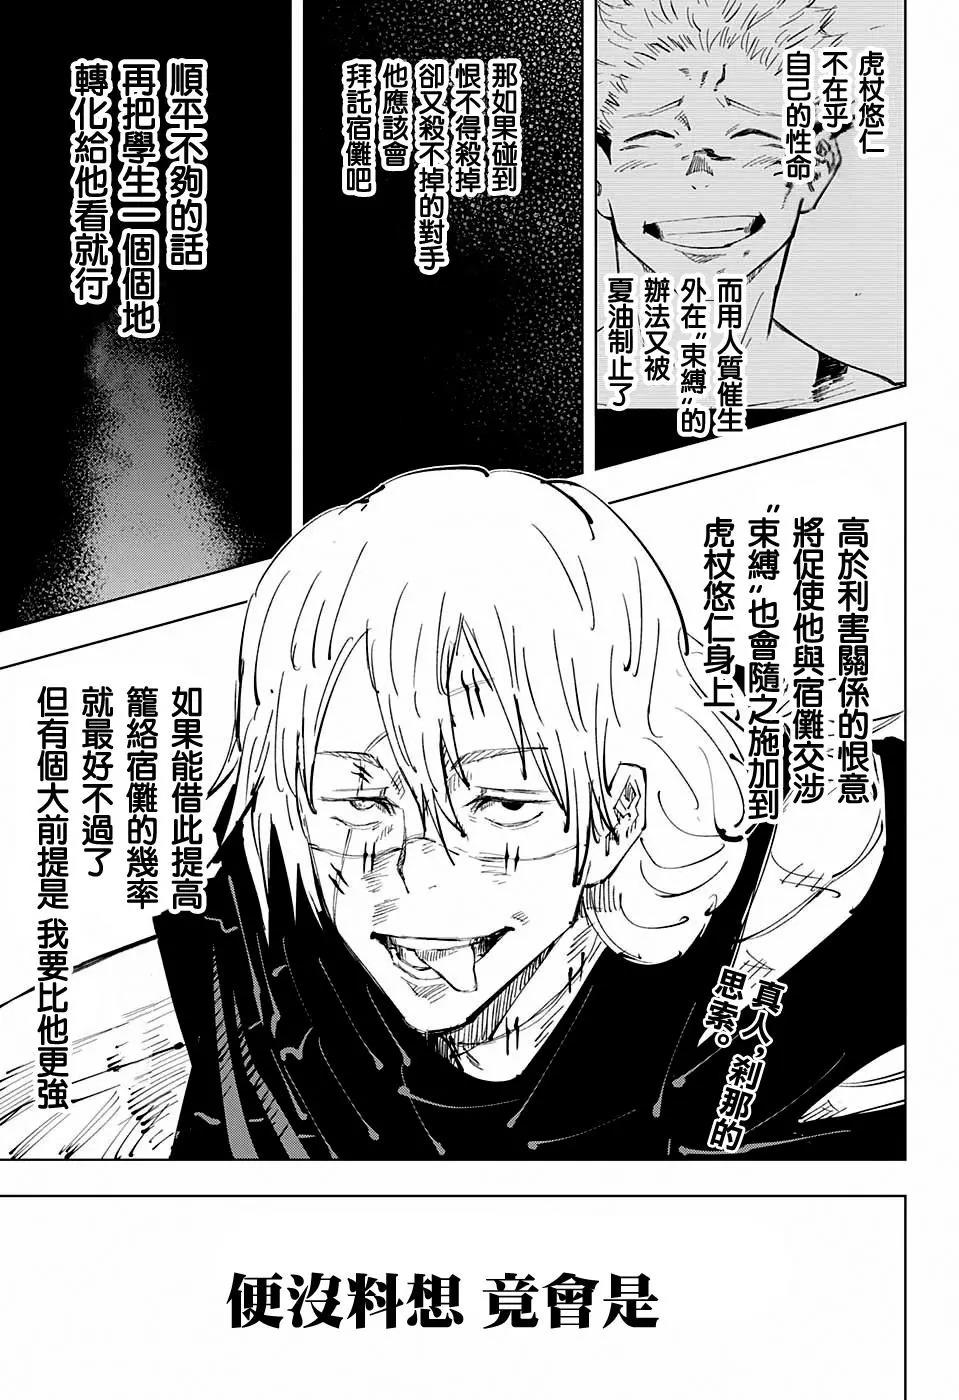 虎杖悠仁
不在乎
自己的性命
而用人質催生
外在〝束縛〞的
辦法又被
夏油制止了
那如果碰到
恨不得殺掉
卻又殺不掉的對手
他應該會
拜託宿儺吧
順平不夠的話
再把學生一個個地
轉化給他看就行
高於利害關係的恨意
將促使他與宿儺交涉
〝束縛〞也會隨之施加到
虎杖悠仁身上
真人，剎那的
思索。
如果能借此提高
籠絡宿儺的幾率
就最好不過了
但有個大前提是 我要比他更強
便沒料想 竟會是